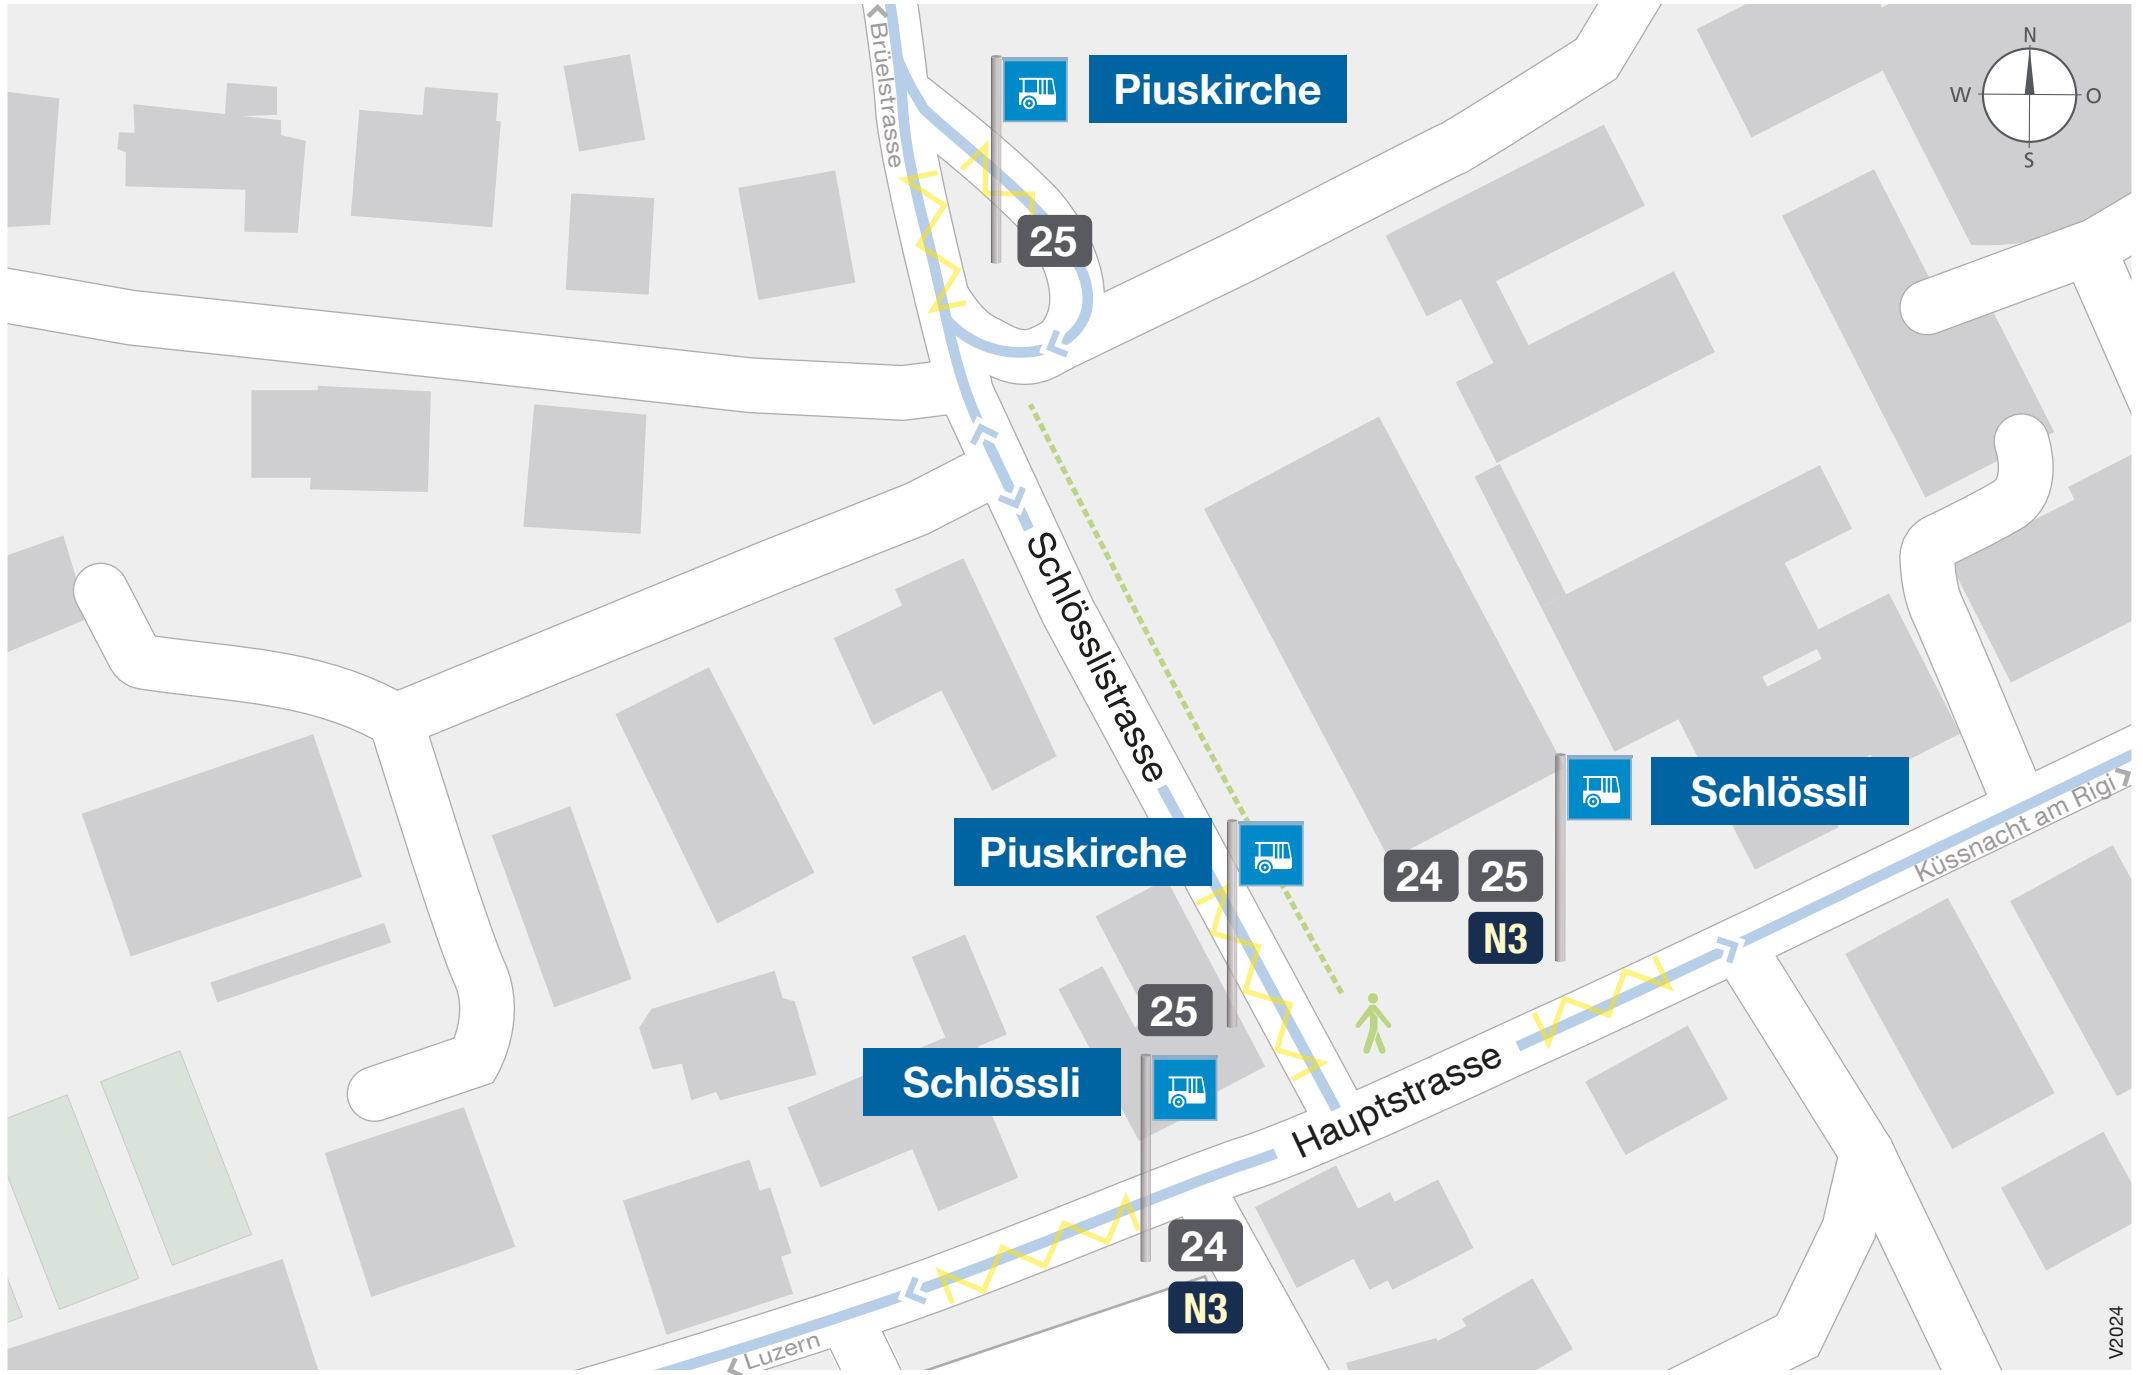 Brüelstrasse
Piuskirche
25
N
W
O
S
Schlösslistrasse
Schlössli
24 25
N3
Küssnacht am Rigi
Piuskirche
25
Schlössli
24
N3
Hauptstrasse
Luzern
V2024